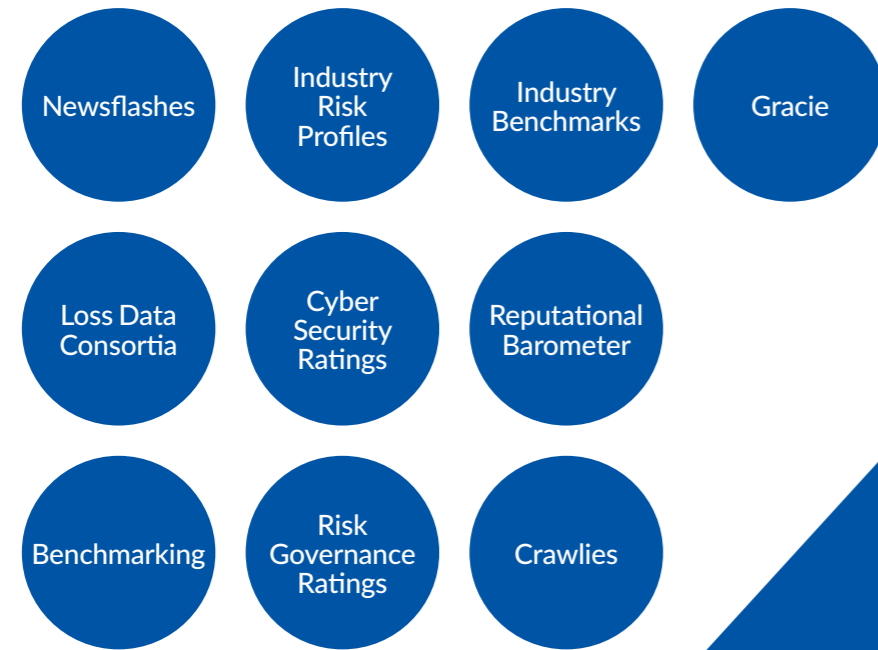 Newsflashes
Industry
Risk
Profiles
Industry
Benchmarks
Gracie
Loss Data
Consortia
Cyber
Security
Ratings
Reputational
Barometer
Benchmarking
Risk
Governance
Ratings
Crawlies